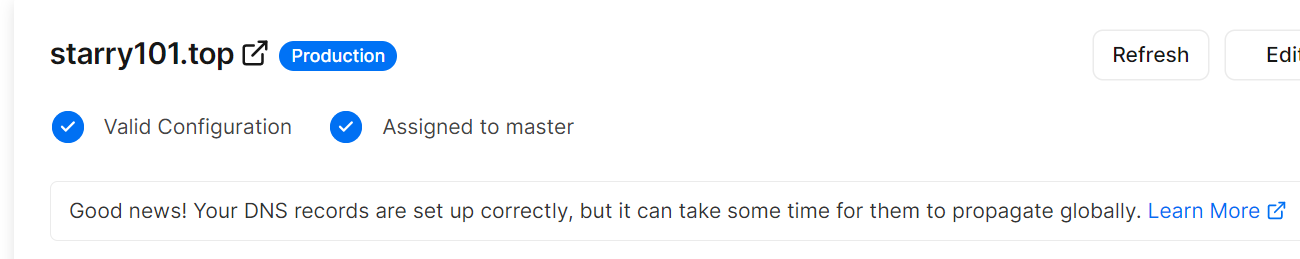 starry101.top Production Refresh
Valid Configuration Assigned to master
Good news! Your DNS records are set up correctly, but it can take some time for them to propagate globally. Learn More